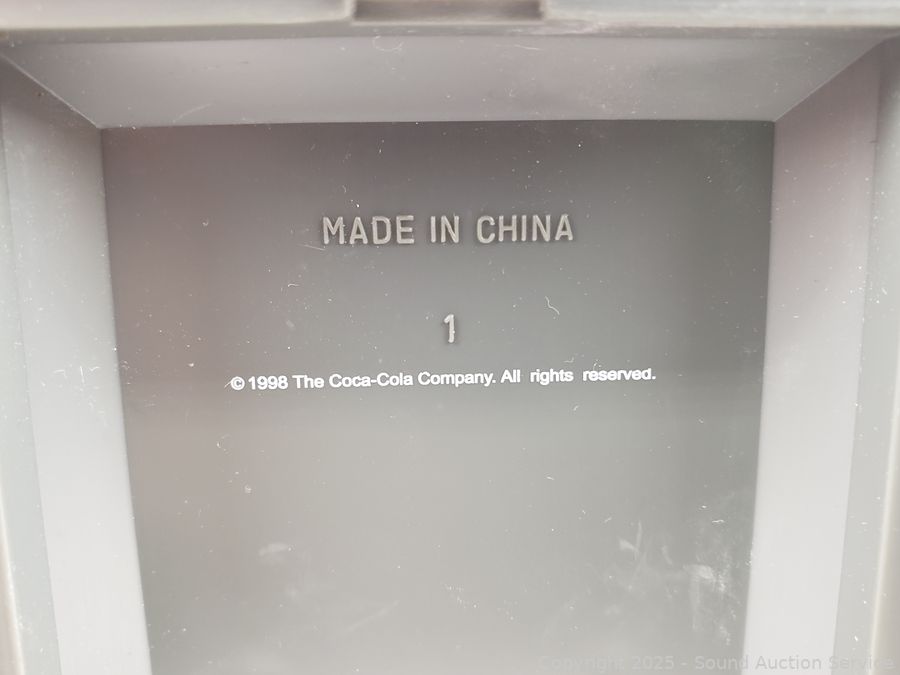 MADE IN CHINA
1
© 1998 The Coca-Cola Company. All rights reserved.
Copyright 2025 - Sound Auction Service